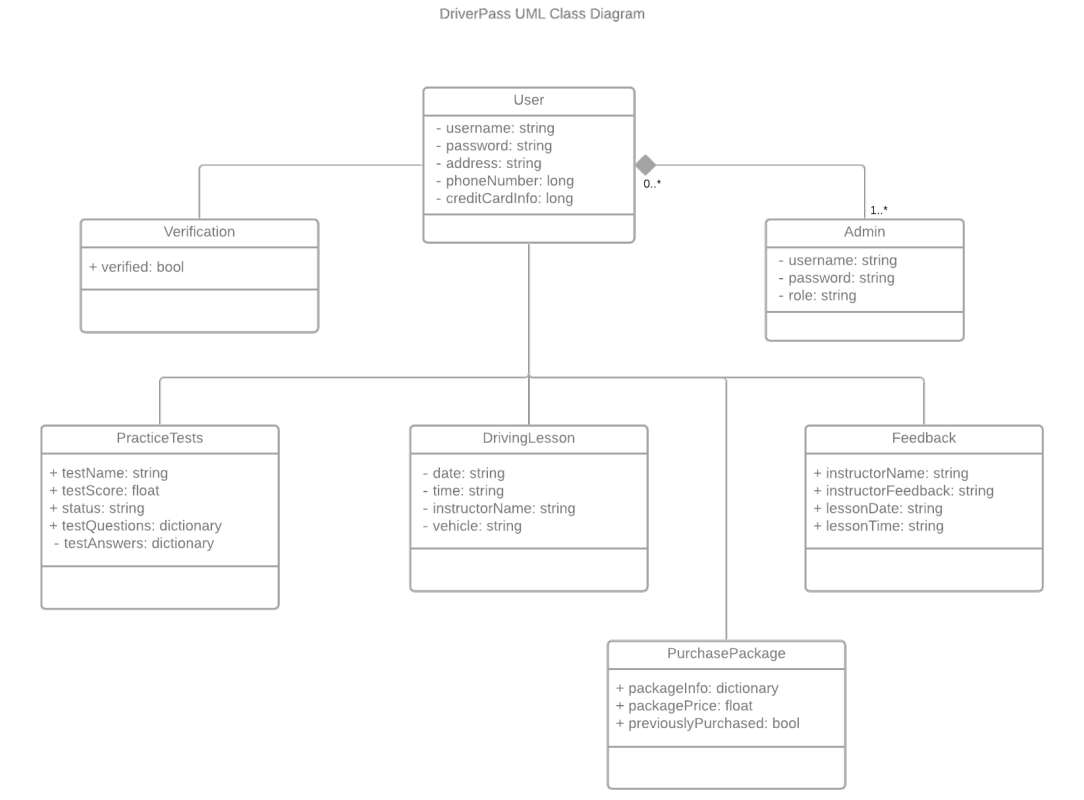 DriverPass UML Class Diagram
User
- username: string
- password: string
- address: string
- phoneNumber: long
- creditCardInfo: long
0..*
1..*
Verification
+ verified: bool
Admin
- username: string
- password: string
- role: string
PracticeTests
+ testName: string
+ testScore: float
+ status: string
+ testQuestions: dictionary
- testAnswers: dictionary
DrivingLesson
- date: string
- time: string
- instructorName: string
- vehicle: string
Feedback
+ instructorName: string
+ instructorFeedback: string
+ lessonDate: string
+ lessonTime: string
PurchasePackage
+ packageInfo: dictionary
+ packagePrice: float
+ previouslyPurchased: bool